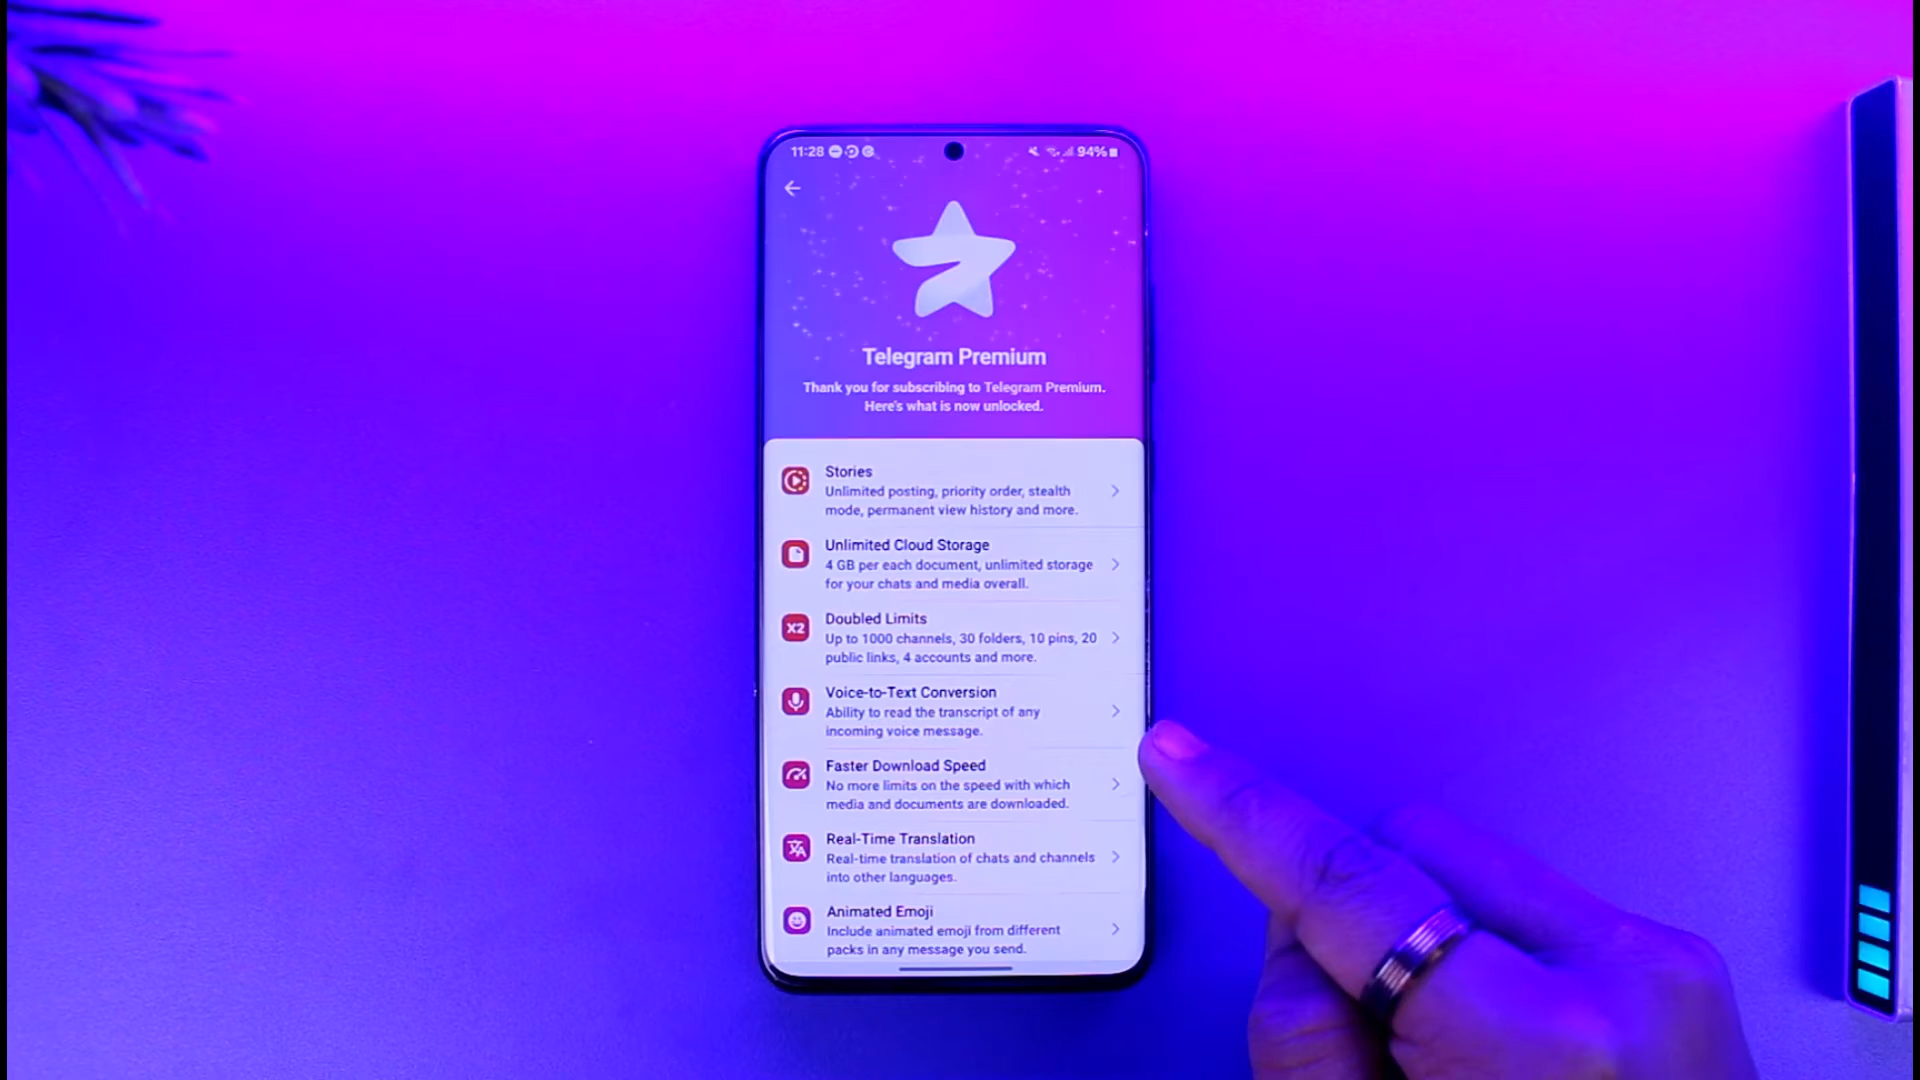 11:28
94%
Telegram Premium
Thank you for subscribing to Telegram Premium.
Here's what is now unlocked.
Stories
Unlimited posting, priority order, stealth
mode, permanent view history and more.
Unlimited Cloud Storage
4 GB per each document, unlimited storage
for your chats and media overall.
X2
Doubled Limits
Up to 1000 channels, 30 folders, 10 pins, 20
public links, 4 accounts and more.
Voice-to-Text Conversion
Ability to read the transcript of any
incoming voice message.
Faster Download Speed
No more limits on the speed with which
media and documents are downloaded.
Real-Time Translation
Real-time translation of chats and channels
into other languages.
Animated Emoji
Include animated emoji from different
packs in any message you send.